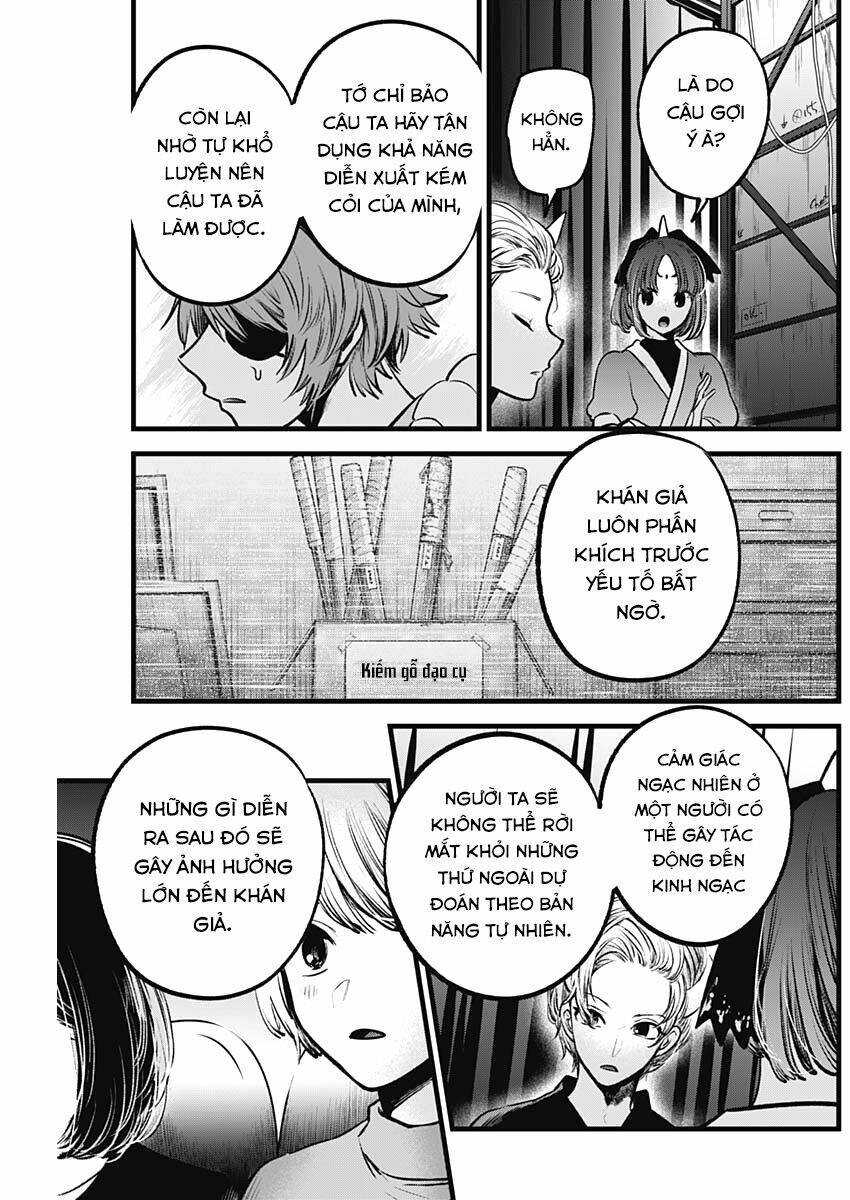 LÀ DO
CẬU GỢI
Ý À?
KHÔNG
HẲN.
TỚ CHỈ BẢO
CẬU TA HÃY TẬN
DỤNG KHẢ NĂNG
DIỄN XUẤT KÉM
CỎI CỦA MÌNH,
CÒN LẠI
NHỜ TỰ KHỔ
LUYỆN NÊN
CẬU TA ĐÃ
LÀM ĐƯỢC.
KHÁN GIẢ
LUÔN PHẤN
KHÍCH TRƯỚC
YẾU TỐ BẤT
NGỜ.
Kiếm gỗ đạo cụ
CẢM GIÁC
NGẠC NHIÊN Ở
MỘT NGƯỜI CÓ
THỂ GÂY TÁC
ĐỘNG ĐẾN
KINH NGẠC
NGƯỜI TA SẼ
KHÔNG THỂ RỜI
MẮT KHỎI NHỮNG
THỨ NGOÀI DỰ
ĐOÁN THEO BẢN
NĂNG TỰ NHIÊN.
NHỮNG GÌ DIỄN
RA SAU ĐÓ SẼ
GÂY ẢNH HƯỞNG
LỚN ĐẾN KHÁN
GIẢ.